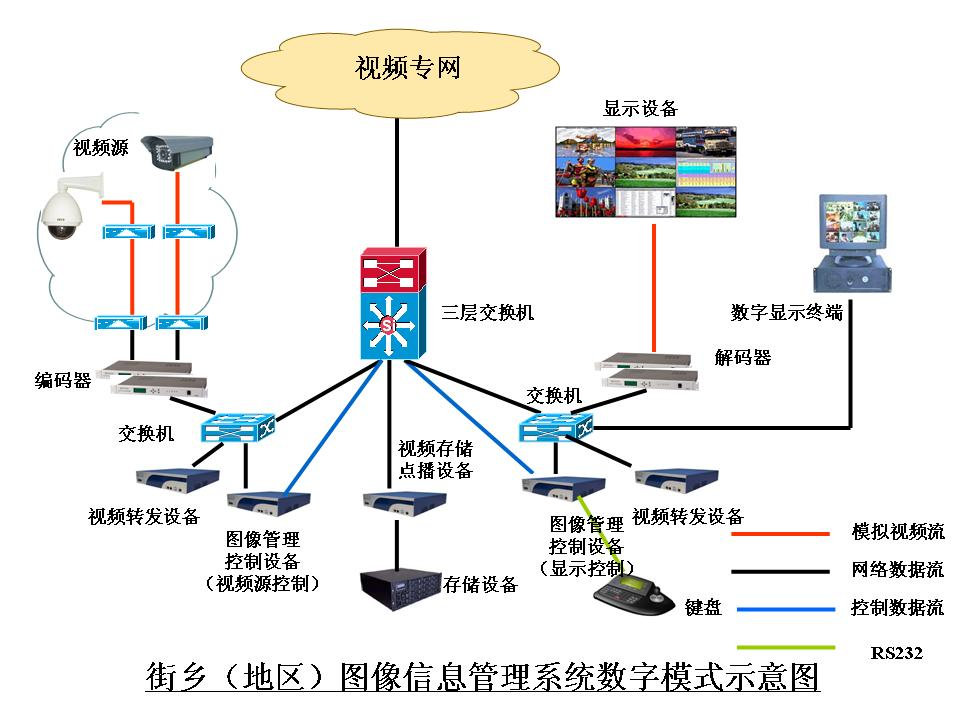 视频专网
显示设备
视频源
三层交换机
数字显示终端
解码器
编码器
交换机
交换机
视频存储
点播设备
视频转发设备
图像管理
控制设备
（视频源控制）
图像管理
控制设备
（显示控制）
视频转发设备
存储设备
键盘
模拟视频流
网络数据流
控制数据流
RS232
街乡（地区）图像信息管理系统数字模式示意图